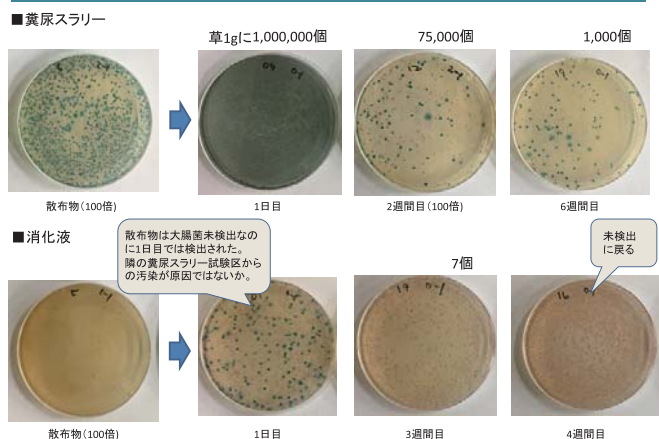 ■糞尿スラリー
草1gに1,000,000個
75,000個
1,000個
散布物（100倍）
1日目
2週間目（100倍）
6週間目
■消化液
散布物は大腸菌未検出なの
に1日目では検出された。
隣の糞尿スラリー試験区から
の汚染が原因ではないか。
未検出
に戻る
7個
散布物（100倍）
1日目
3週間目
4週間目